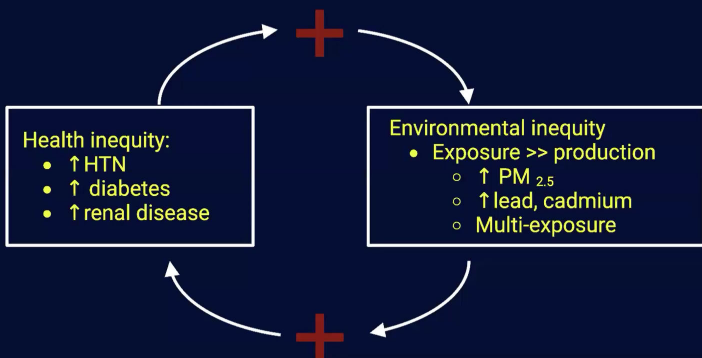 Health inequity:
• ↑HTN
• ↑ diabetes
• ↑renal disease
Environmental inequity
• Exposure >> production
○ ↑ PM 2.5
○ ↑lead, cadmium
○ Multi-exposure